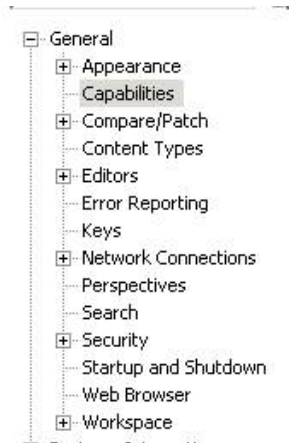 General
Appearance
Capabilities
Compare/Patch
Content Types
Editors
Error Reporting
Keys
Network Connections
Perspectives
Search
Security
Startup and Shutdown
Web Browser
Workspace